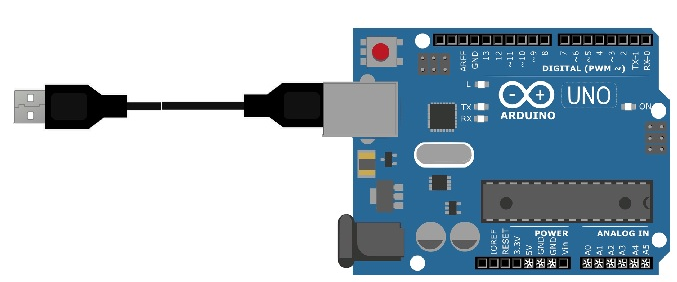 AREF
GND
13
12
~11
~10
~9
8
7
~6
~5
4
~3
2
TX→1
RX←0
DIGITAL (PWM ~)
L
TX
RX
ARDUINO
UNO
ON
POWER
ANALOG IN
IOREF
RESET
3.3V
5V
GND
GND
Vin
A0
A1
A2
A3
A4
A5